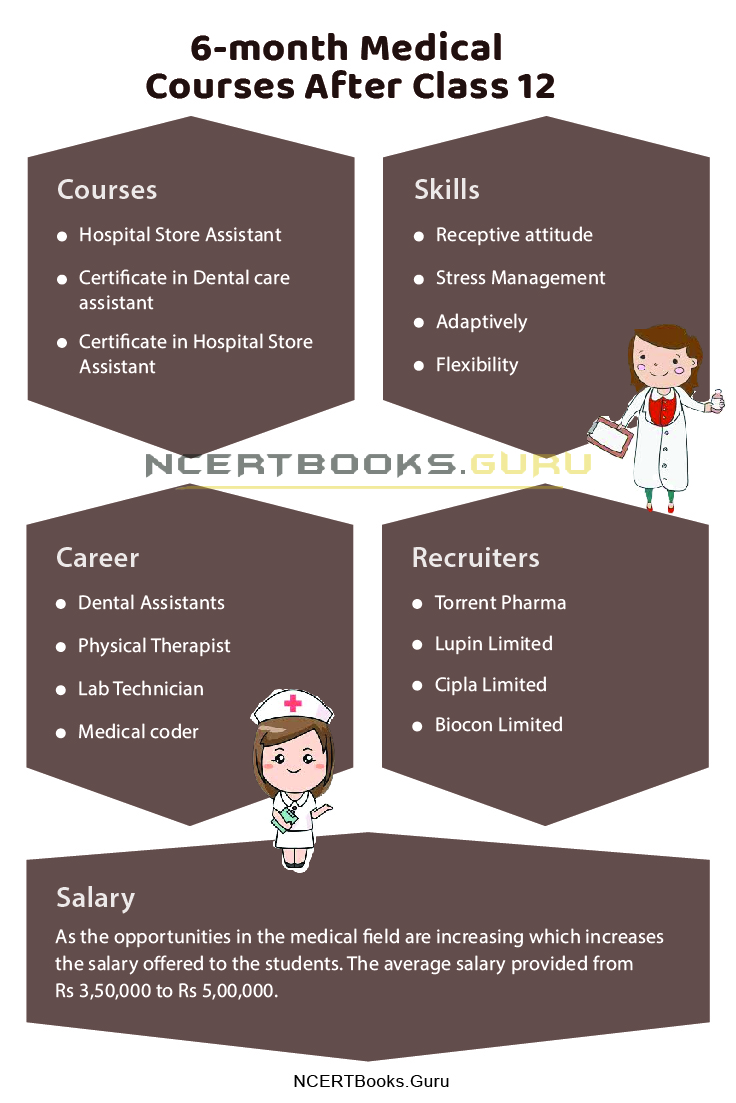 6-month Medical
Courses After Class 12
Courses
• Hospital Store Assistant
• Certificate in Dental care
assistant
• Certificate in Hospital Store
Assistant
Skills
• Receptive attitude
• Stress Management
• Adaptively
• Flexibility
NCERTBOOKS.GURU
Career
• Dental Assistants
• Physical Therapist
• Lab Technician
• Medical coder
Recruiters
• Torrent Pharma
• Lupin Limited
• Cipla Limited
• Biocon Limited
Salary
As the opportunities in the medical field are increasing which increases
the salary offered to the students. The average salary provided from
Rs 3,50,000 to Rs 5,00,000.
NCERTBooks.Guru